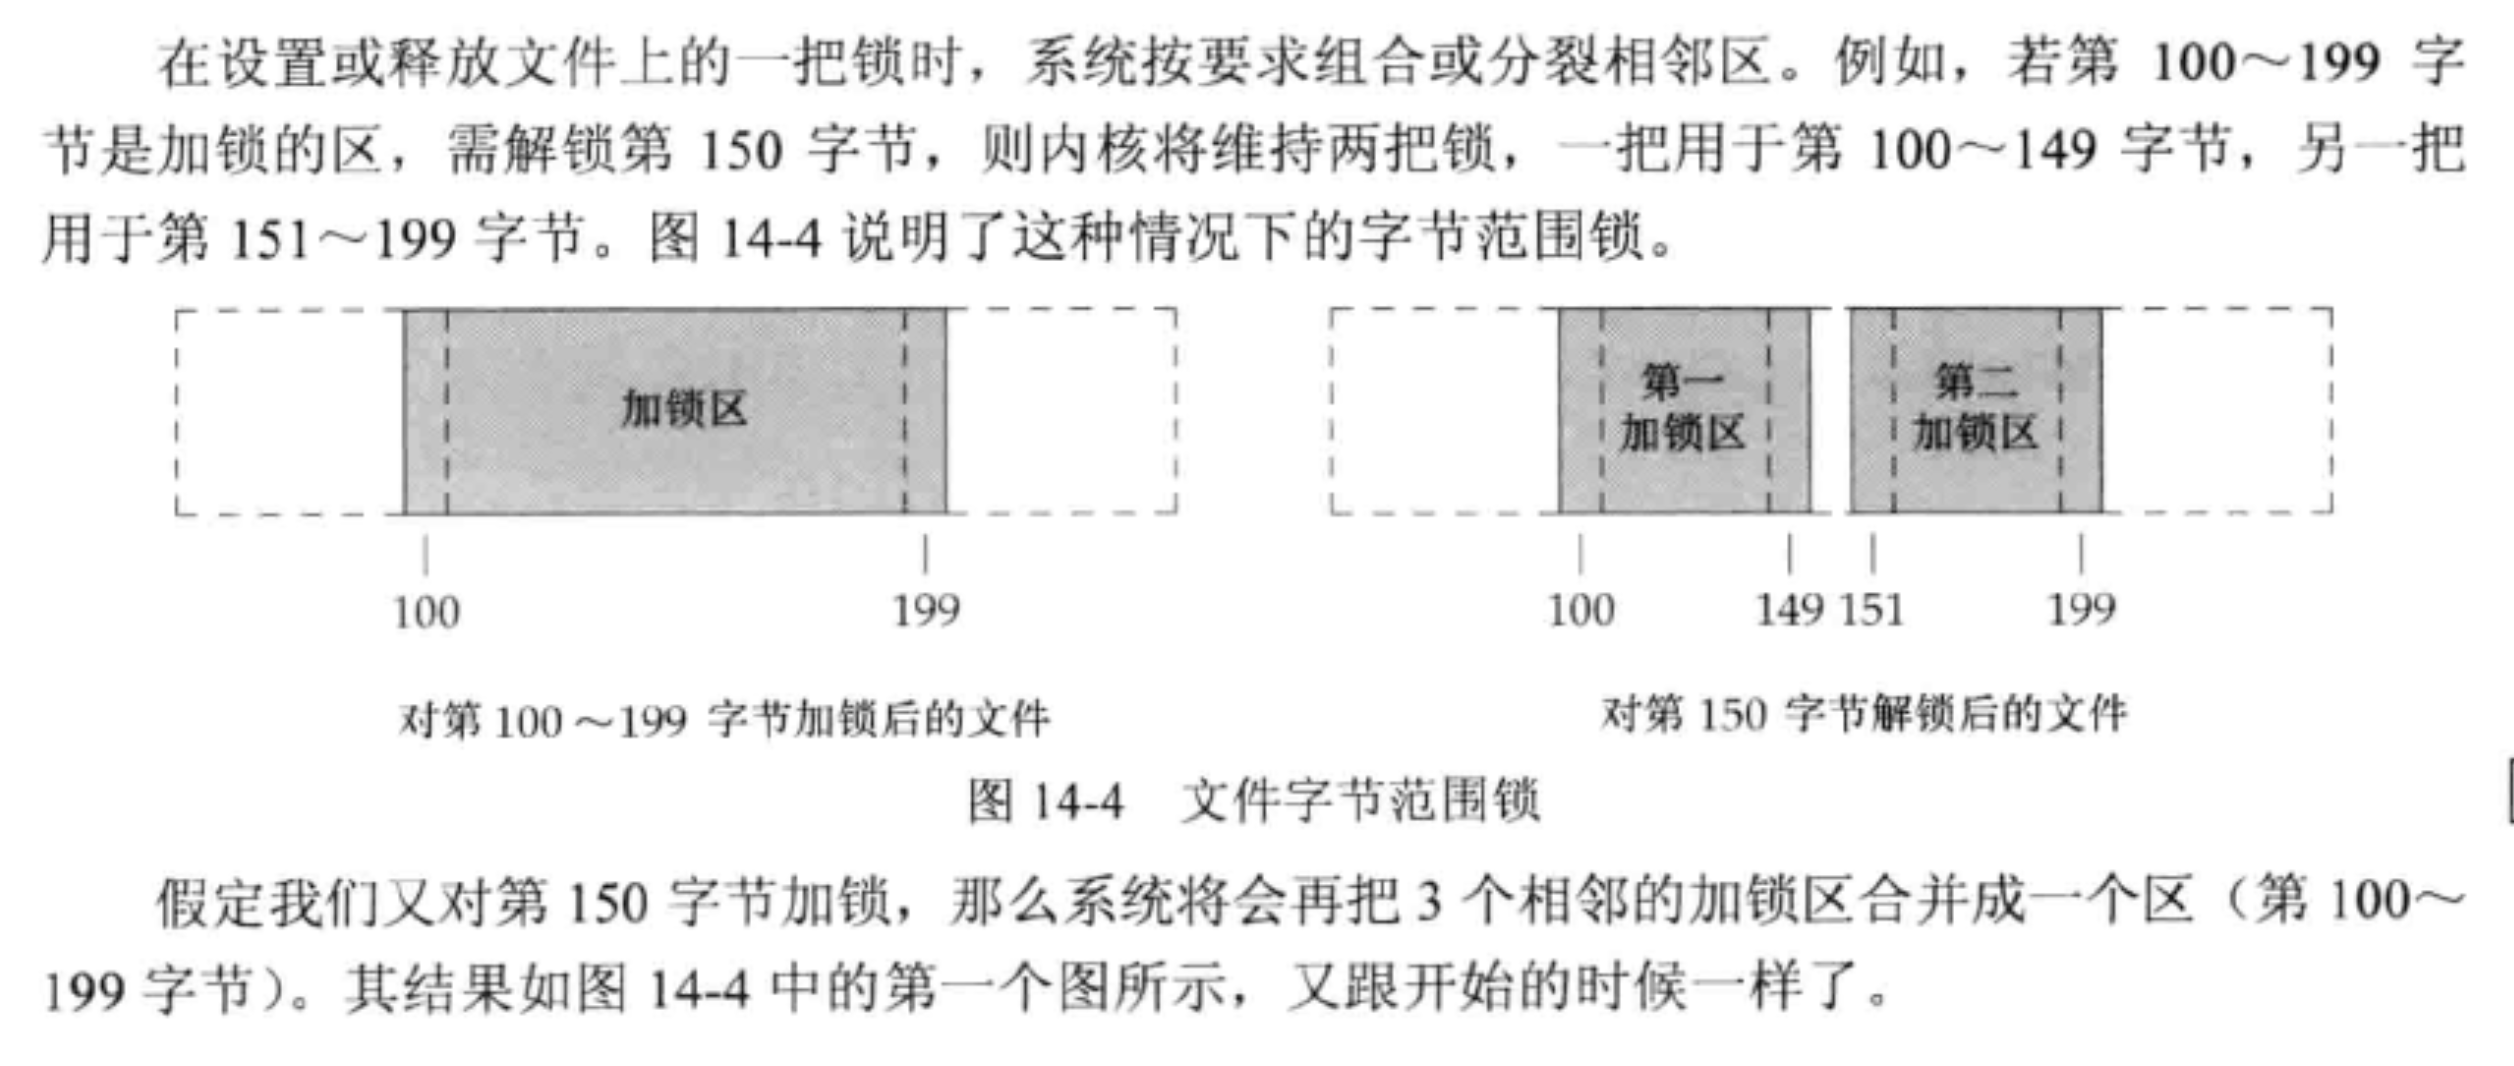 在设置或释放文件上的一把锁时，系统按要求组合或分裂相邻区。例如，若第 100～199 字
节是加锁的区，需解锁第 150 字节，则内核将维持两把锁，一把用于第 100～149 字节，另一把
用于第 151～199 字节。图 14-4 说明了这种情况下的字节范围锁。
加锁区
第一
加锁区
第二
加锁区
100
199
100
149
151
199
对第 100～199 字节加锁后的文件
对第 150 字节解锁后的文件
图 14-4 文件字节范围锁
假定我们又对第 150 字节加锁，那么系统将会再把 3 个相邻的加锁区合并成一个区（第 100～
199 字节）。其结果如图 14-4 中的第一个图所示，又跟开始的时候一样了。